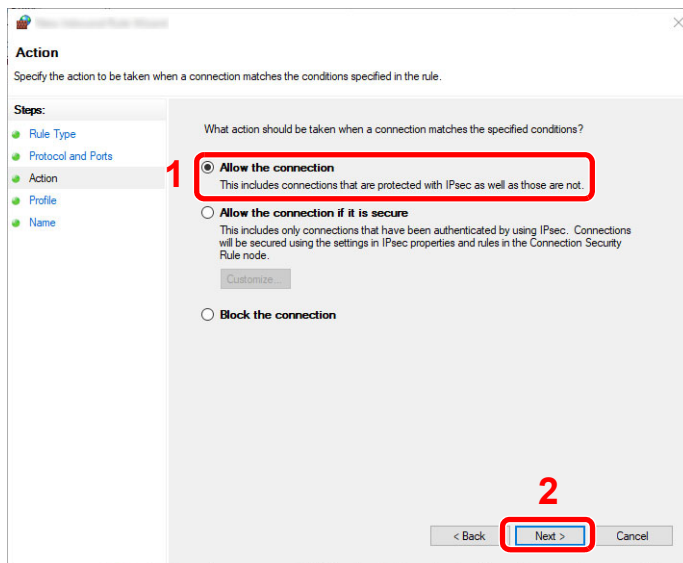 Action
Specify the action to be taken when a connection matches the conditions specified in the rule.
Steps:
Rule Type
Protocol and Ports
Action
Profile
Name
What action should be taken when a connection matches the specified conditions?
1
Allow the connection
This includes connections that are protected with IPsec as well as those are not.
Allow the connection if it is secure
This includes only connections that have been authenticated by using IPsec. Connections
will be secured using the settings in IPsec properties and rules in the Connection Security
Rule node.
Customize...
Block the connection
2
< Back
Next >
Cancel